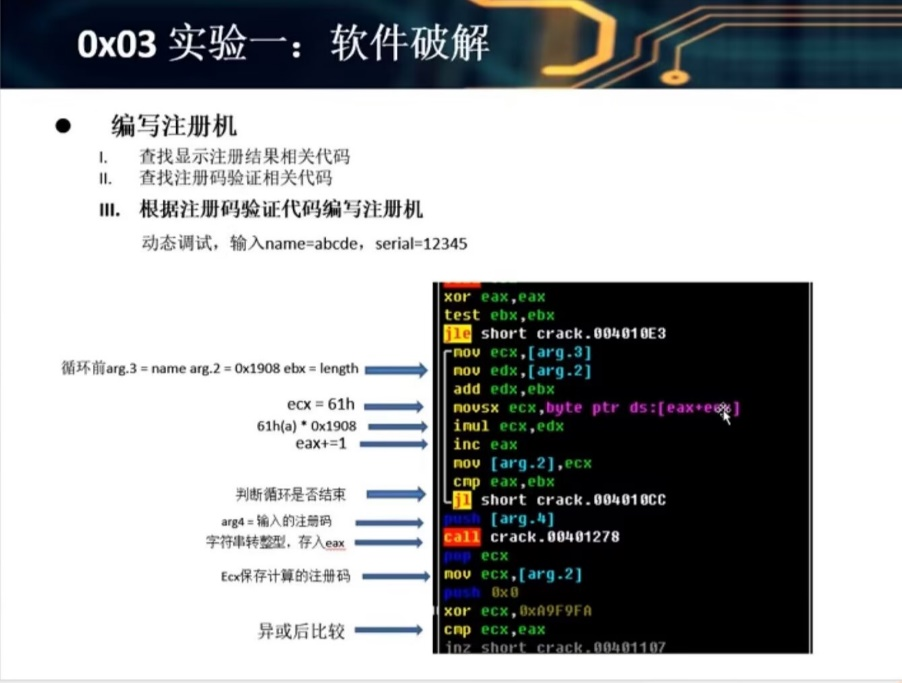 0x03 实验一：软件破解
● 编写注册机
I. 查找显示注册结果相关代码
II. 查找注册码验证相关代码
III. 根据注册码验证代码编写注册机
动态调试，输入name=abcde，serial=12345
xor eax,eax
test ebx,ebx
jle short crack.004010E3
mov ecx,[arg.3]
循环前arg.3 = name arg.2 = 0x1908 ebx = length
mov edx,[arg.2]
add edx,ebx
ecx = 61h
movsx ecx,byte ptr ds:[eax+
61h(a) * 0x1908
imul ecx,edx
eax+=1
inc eax
mov [arg.2],ecx
cmp eax,ebx
判断循环是否结束
jl short crack.004010CC
arg4 = 输入的注册码
push [arg.4]
字符串转整型，存入eax
call crack.00401278
pop ecx
Ecx保存计算的注册码
mov ecx,[arg.2]
push 0x0
xor ecx,0xA9F9FA
异或后比较
cmp ecx,eax
jnz short crack.00401107